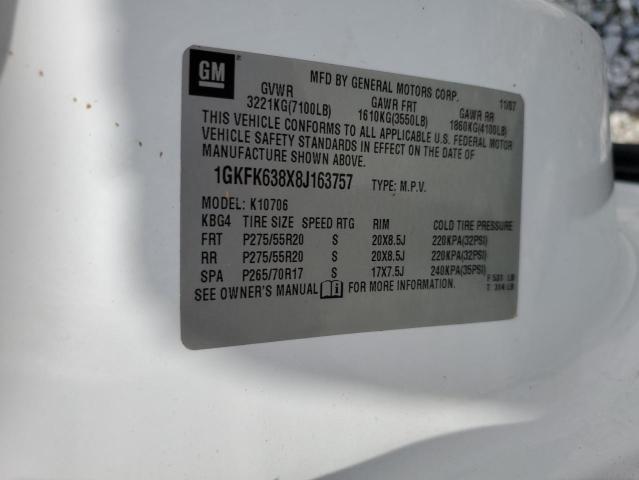 GM
MFD BY GENERAL MOTORS CORP. 11/07
GVWR GAWR FRT GAWR RR
3221KG(7100LB) 1610KG(3550LB) 1860KG(4100LB)
THIS VEHICLE CONFORMS TO ALL APPLICABLE U.S. FEDERAL MOTOR
VEHICLE SAFETY STANDARDS IN EFFECT ON THE DATE OF
MANUFACTURE SHOWN ABOVE.
1GKFK638X8J163757 TYPE: M.P.V.
MODEL: K10706
KBG4 TIRE SIZE SPEED RTG RIM COLD TIRE PRESSURE
FRT P275/55R20 S 20X8.5J 220KPA(32PSI)
RR P275/55R20 S 20X8.5J 220KPA(32PSI)
SPA P265/70R17 S 17X7.5J 240KPA(35PSI)
SEE OWNER'S MANUAL FOR MORE INFORMATION. F LB
T LB